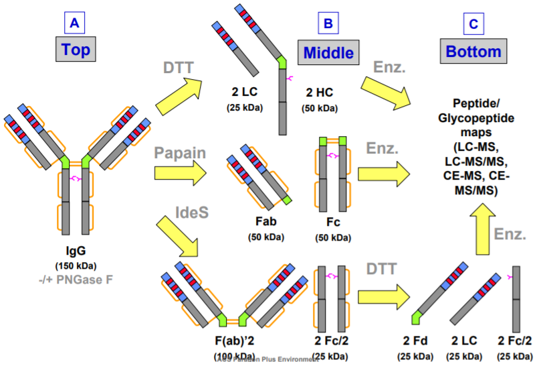 A
B
C
Top
Middle
Bottom
DTT
2 LC
(25 kDa)
2 HC
(50 kDa)
Enz.
Peptide/
Glycopeptide
maps
(LC-MS,
LC-MS/MS,
CE-MS, CE-
MS/MS)
Papain
Fab
(50 kDa)
Fc
(50 kDa)
Enz.
IgG
(150 kDa)
-/+ PNGase F
IdeS
F(ab)'2
(100 kDa)
2 Fc/2
(25 kDa)
DTT
Enz.
2 Fd
(25 kDa)
2 LC
(25 kDa)
2 Fc/2
(25 kDa)
Plus Environment